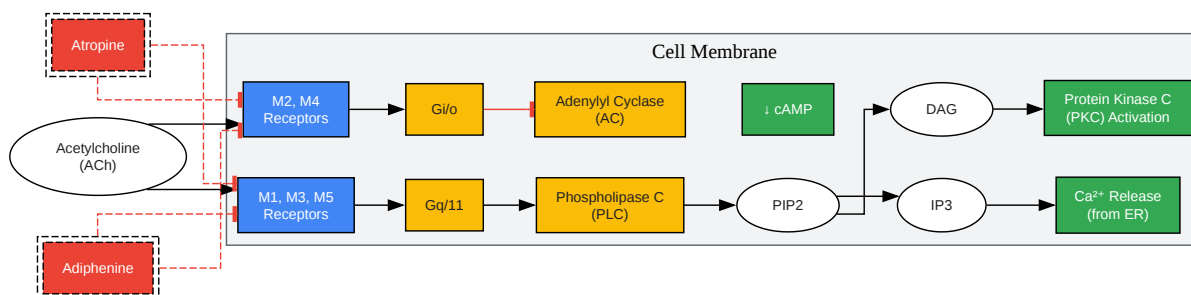 Cell Membrane
Atropine
Acetylcholine
(ACh)
Adiphenine
M2, M4
Receptors
Gi/o
Adenylyl Cyclase
(AC)
↓ cAMP
DAG
Protein Kinase C
(PKC) Activation
M1, M3, M5
Receptors
Gq/11
Phospholipase C
(PLC)
PIP2
IP3
Ca²⁺ Release
(from ER)